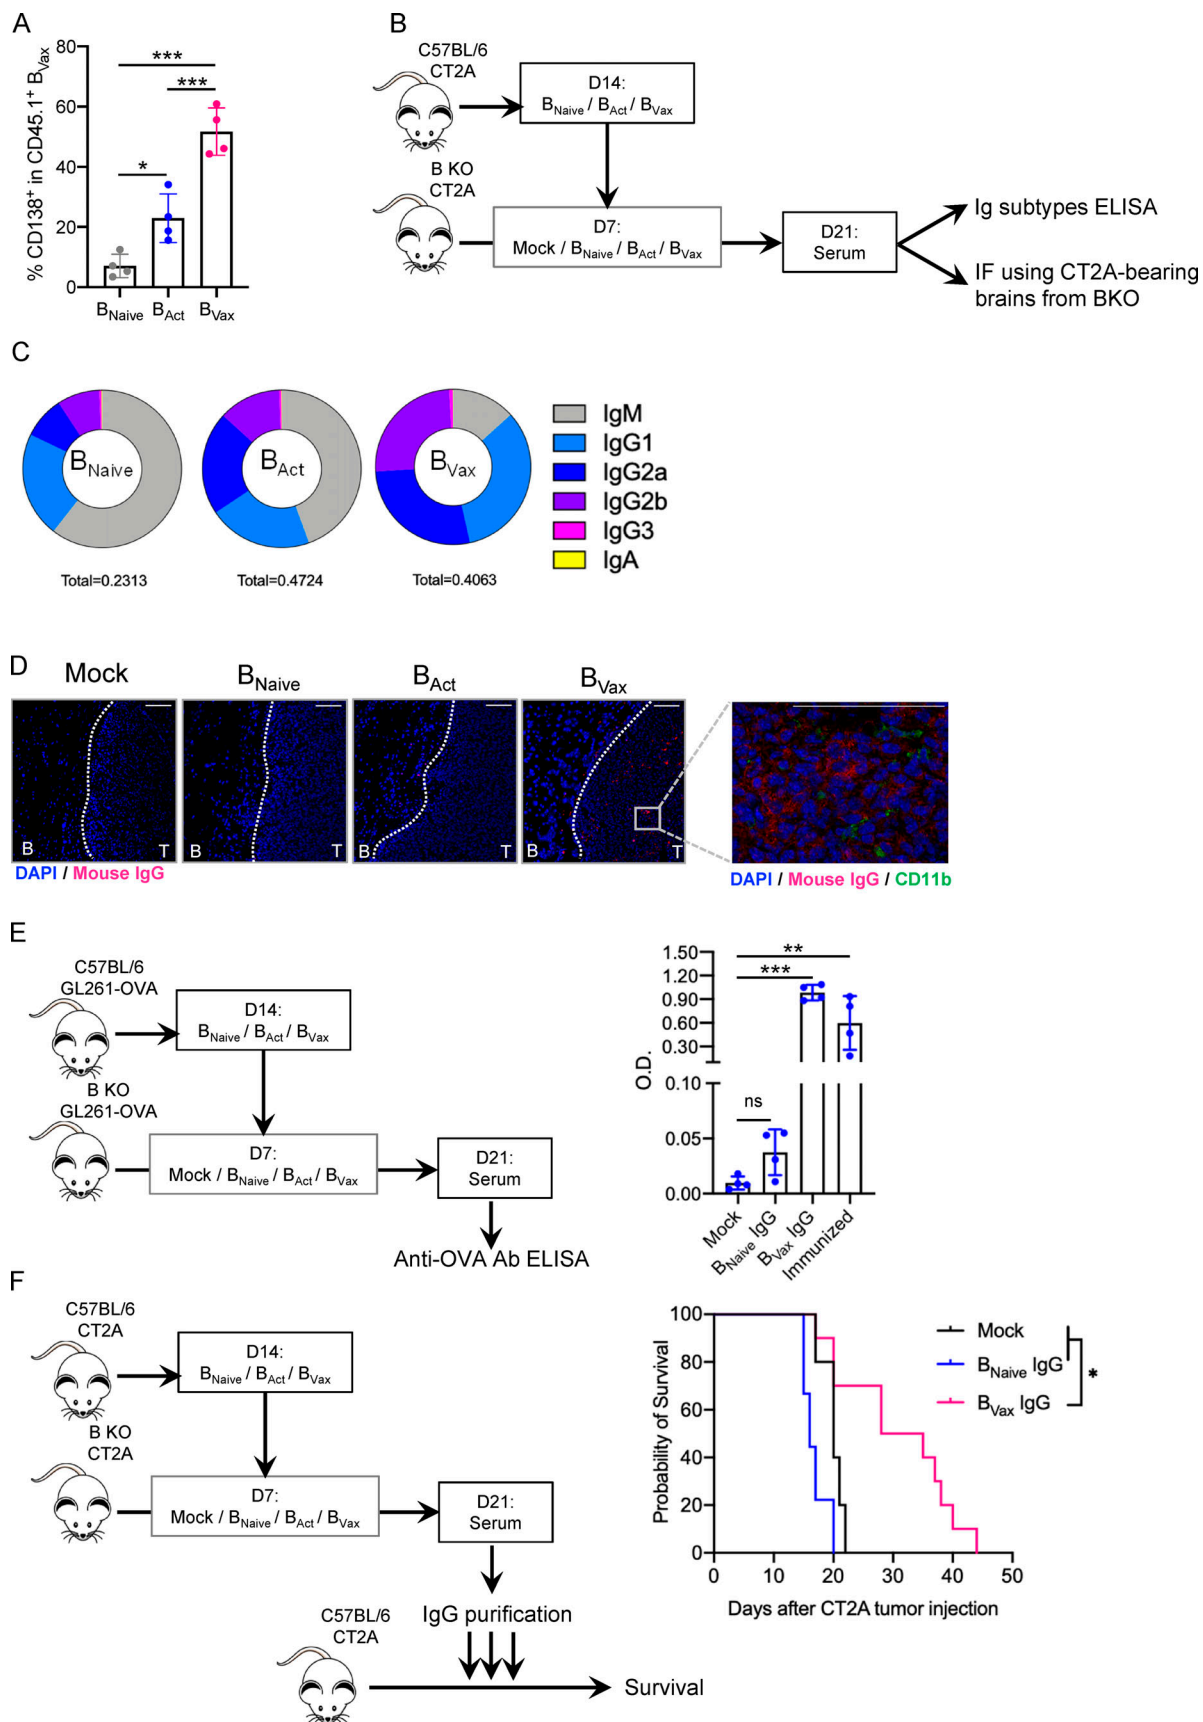 A
% CD138+ in CD45.1+ BVax
80
60
40
20
0
***
***
*
BNaive
BAct
BVax
B
C57BL/6
CT2A
D14:
BNaive / BAct / BVax
B KO
CT2A
D7:
Mock / BNaive / BAct / BVax
D21:
Serum
Ig subtypes ELISA
IF using CT2A-bearing
brains from BKO
C
BNaive
Total=0.2313
BAct
Total=0.4724
BVax
Total=0.4063
IgM
IgG1
IgG2a
IgG2b
IgG3
IgA
D
Mock
BNaive
BAct
BVax
B
T
B
T
B
T
B
T
DAPI / Mouse IgG
DAPI / Mouse IgG / CD11b
E
C57BL/6
GL261-OVA
D14:
BNaive / BAct / BVax
B KO
GL261-OVA
D7:
Mock / BNaive / BAct / BVax
D21:
Serum
Anti-OVA Ab ELISA
O.D.
1.50
1.20
0.90
0.60
0.30
0.10
0.05
0.00
**
***
ns
Mock
BNaive IgG
BVax IgG
Immunized
F
C57BL/6
CT2A
D14:
BNaive / BAct / BVax
B KO
CT2A
D7:
Mock / BNaive / BAct / BVax
D21:
Serum
IgG purification
C57BL/6
CT2A
Survival
Probability of Survival
100
80
60
40
20
0
0
10
20
30
40
50
Days after CT2A tumor injection
Mock
BNaive IgG
BVax IgG
*